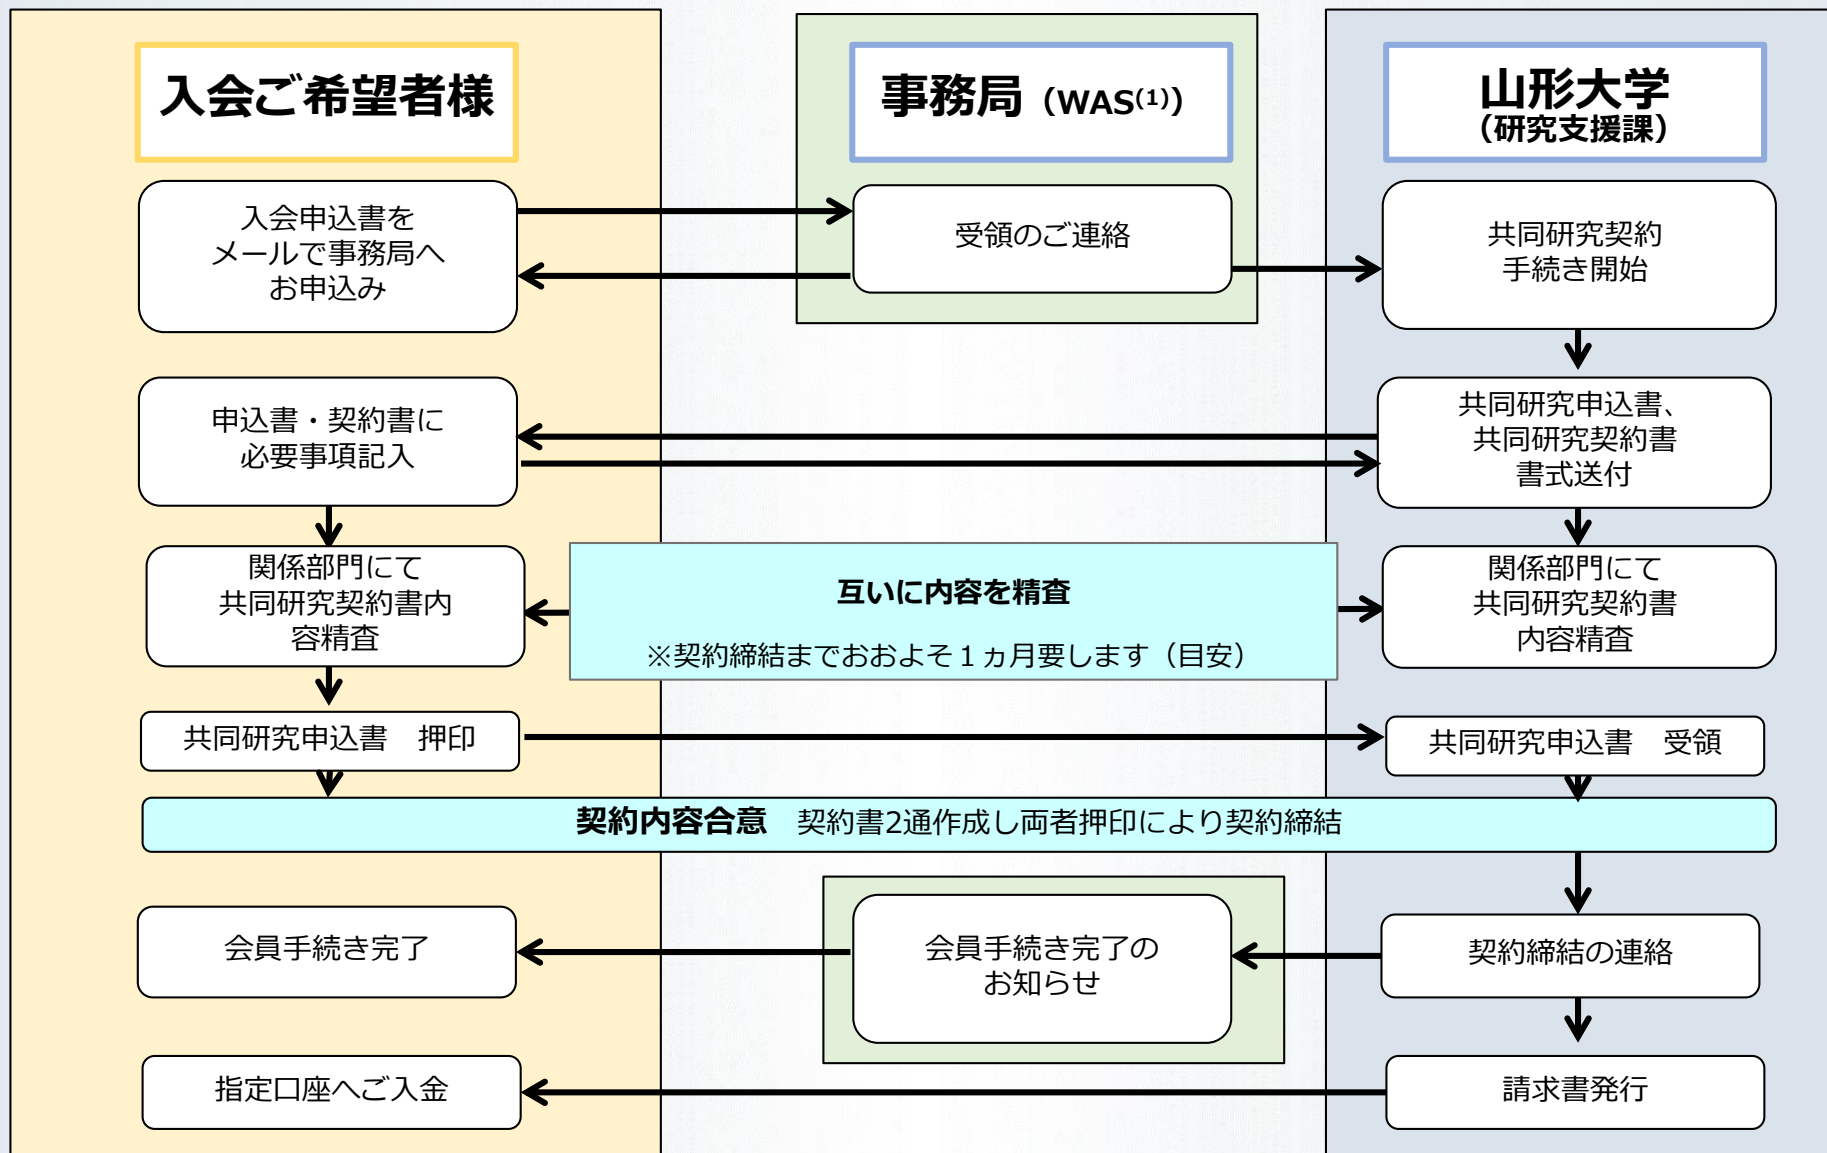 入会ご希望者様
事務局（WAS(1)）
山形大学
（研究支援課）
入会申込書を
メールで事務局へ
お申込み
受領のご連絡
共同研究契約
手続き開始
申込書・契約書に
必要事項記入
共同研究申込書、
共同研究契約書
書式送付
関係部門にて
共同研究契約書内
容精査
互いに内容を精査
※契約締結までおおよそ１ヵ月要します（目安）
関係部門にて
共同研究契約書
内容精査
共同研究申込書　押印
共同研究申込書　受領
契約内容合意　契約書2通作成し両者押印により契約締結
会員手続き完了
会員手続き完了の
お知らせ
契約締結の連絡
指定口座へご入金
請求書発行